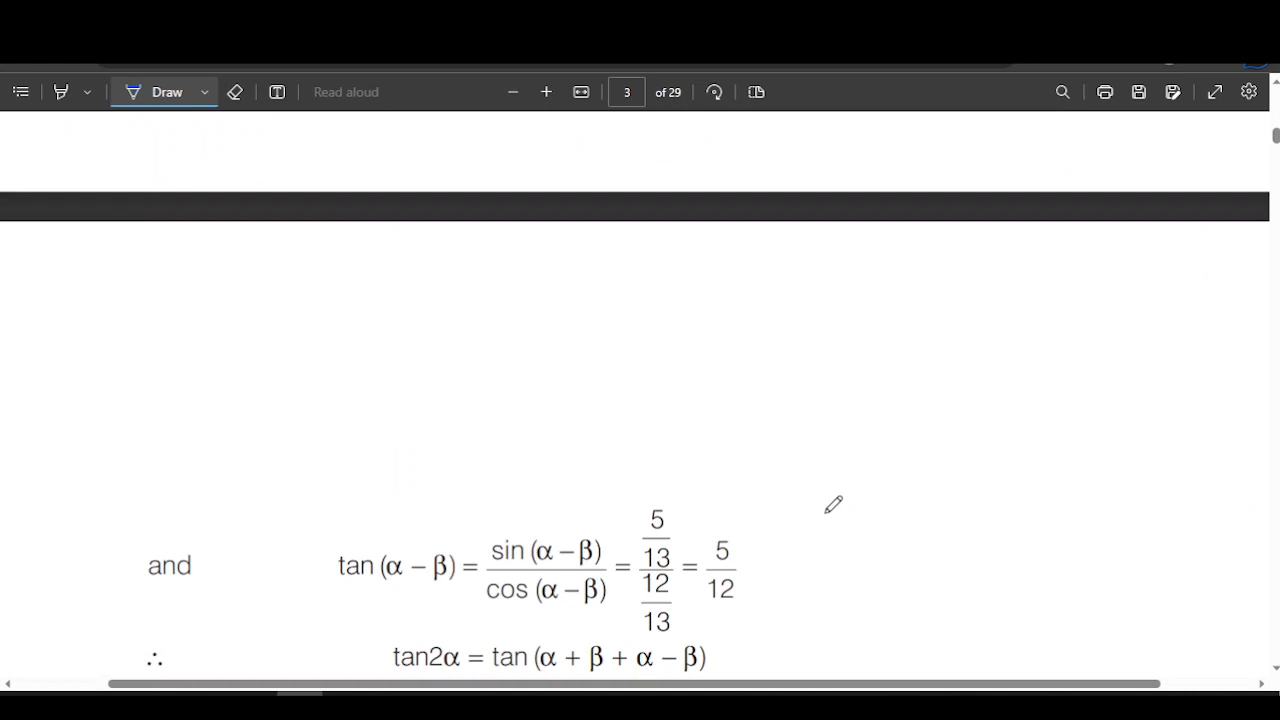 Draw
Read aloud
3 of 29
and tan (α − β) = sin (α − β) / cos (α − β) = 5/13 / 12/13 = 5/12
∴ tan2α = tan (α + β + α − β)